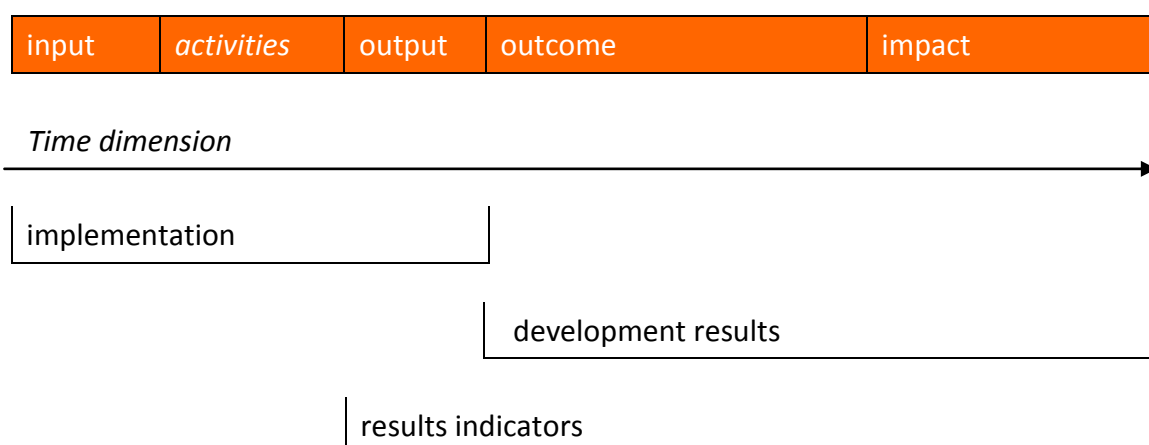 input activities output outcome impact
Time dimension
implementation
development results
results indicators